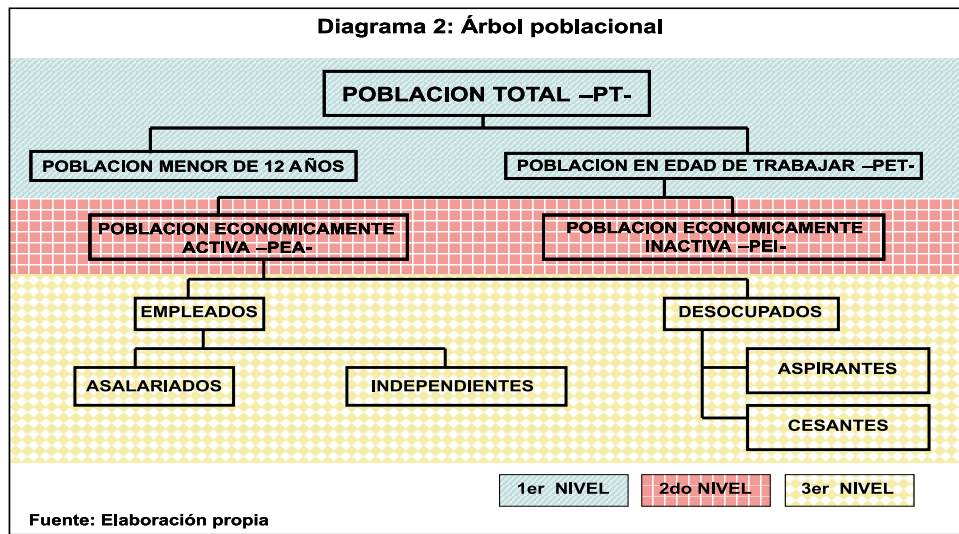 Diagrama 2: Árbol poblacional
POBLACION TOTAL –PT-
POBLACION MENOR DE 12 AÑOS
POBLACION EN EDAD DE TRABAJAR –PET-
POBLACION ECONOMICAMENTE
ACTIVA –PEA-
POBLACION ECONOMICAMENTE
INACTIVA –PEI-
EMPLEADOS
DESOCUPADOS
ASALARIADOS
INDEPENDIENTES
ASPIRANTES
CESANTES
1er NIVEL
2do NIVEL
3er NIVEL
Fuente: Elaboración propia